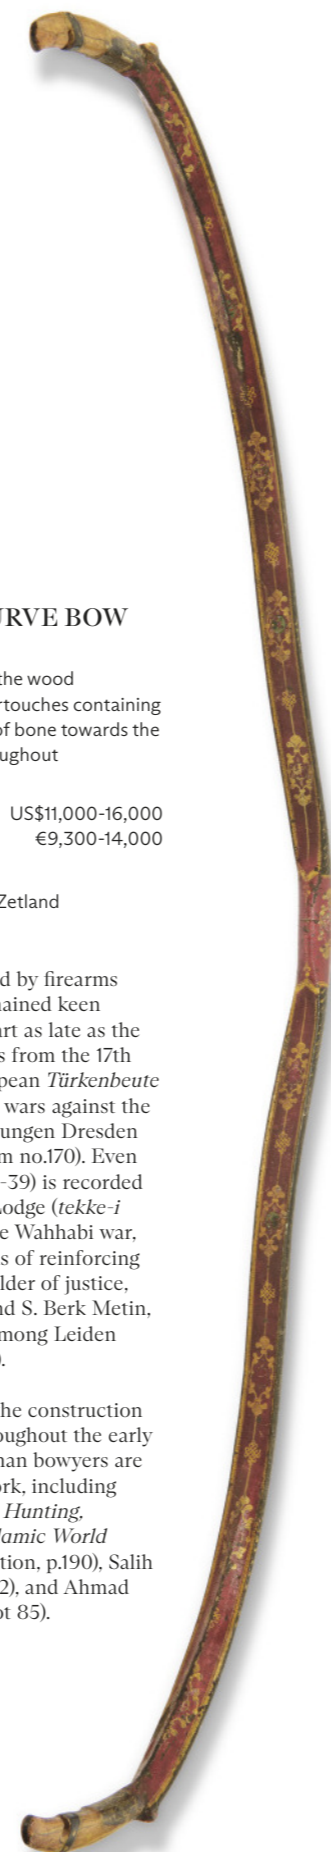 URVE BOW
the wood
rtouches containing
of bone towards the
ughout
US$11,000-16,000
€9,300-14,000
Zetland
d by firearms
ained keen
art as late as the
s from the 17th
pean Türkenbeute
wars against the
ungen Dresden
m no.170). Even
-39) is recorded
Lodge (tekke-i
e Wahhabi war,
s of reinforcing
lder of justice,
nd S. Berk Metin,
mong Leiden
).
he construction
oughout the early
nan bowyers are
ork, including
Hunting,
lamic World
tion, p.190), Salih
2), and Ahmad
ot 85).